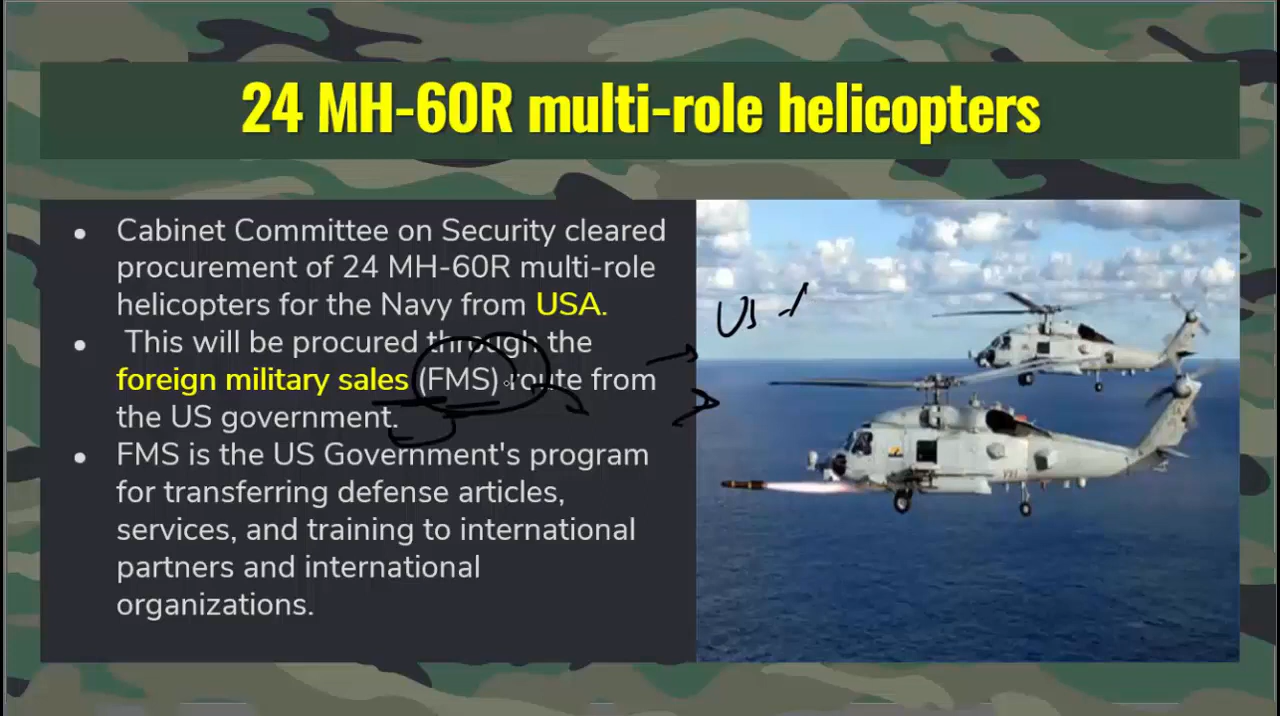 24 MH-60R multi-role helicopters
• Cabinet Committee on Security cleared
procurement of 24 MH-60R multi-role
helicopters for the Navy from USA.
• This will be procured through the
foreign military sales (FMS) route from
the US government.
• FMS is the US Government's program
for transferring defense articles,
services, and training to international
partners and international
organizations.
US